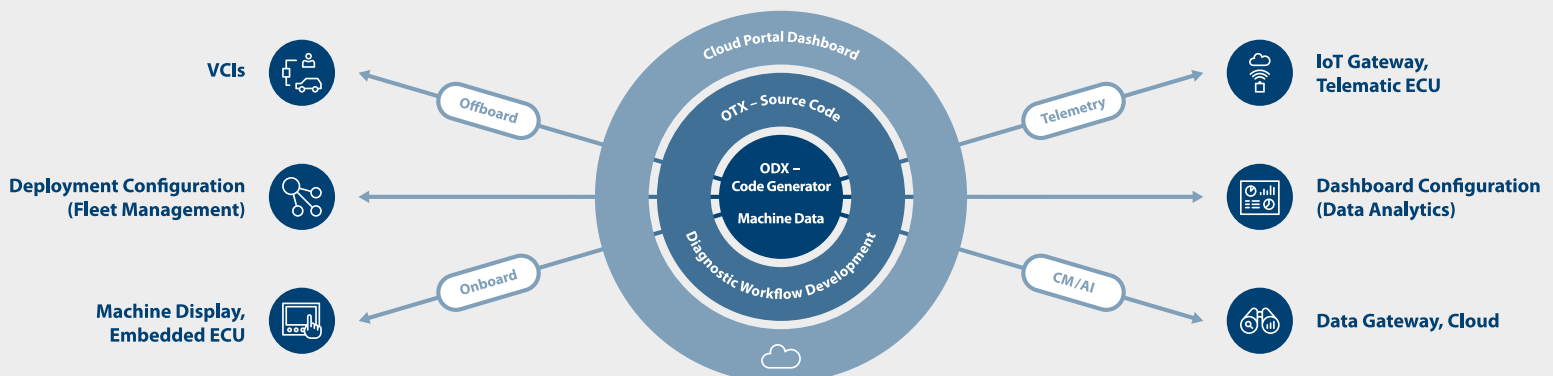 VCIs
Offboard
Deployment Configuration
(Fleet Management)
Onboard
Machine Display,
Embedded ECU
Cloud Portal Dashboard
OTX – Source Code
ODX –
Code Generator
Machine Data
Diagnostic Workflow Development
Telemetry
IoT Gateway,
Telematic ECU
Dashboard Configuration
(Data Analytics)
CM/AI
Data Gateway, Cloud